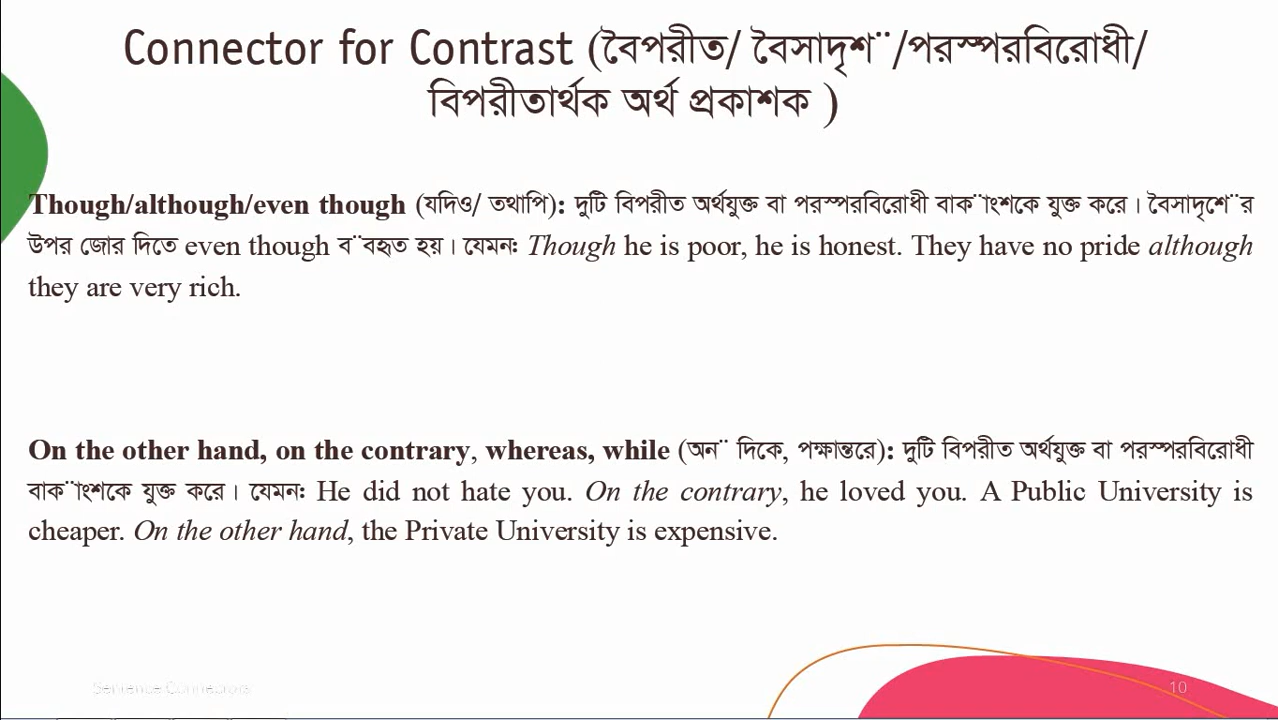 Connector for Contrast (বৈপরীত/ বৈসাদৃশ¨/পরস্পরবিরোধী/
বিপরীতার্থক অর্থ প্রকাশক )
Though/although/even though (যদিও/ তথাপি): দুটি বিপরীত অর্থযুক্ত বা পরস্পরবিরোধী বাক¨াংশকে যুক্ত করে। বৈসাদৃশে¨র
উপর জোর দিতে even though ব¨বহৃত হয়। যেমনঃ Though he is poor, he is honest. They have no pride although
they are very rich.
On the other hand, on the contrary, whereas, while (অন¨ দিকে, পক্ষান্তরে): দুটি বিপরীত অর্থযুক্ত বা পরস্পরবিরোধী
বাক¨াংশকে যুক্ত করে। যেমনঃ He did not hate you. On the contrary, he loved you. A Public University is
cheaper. On the other hand, the Private University is expensive.
Sentence Connectors
10